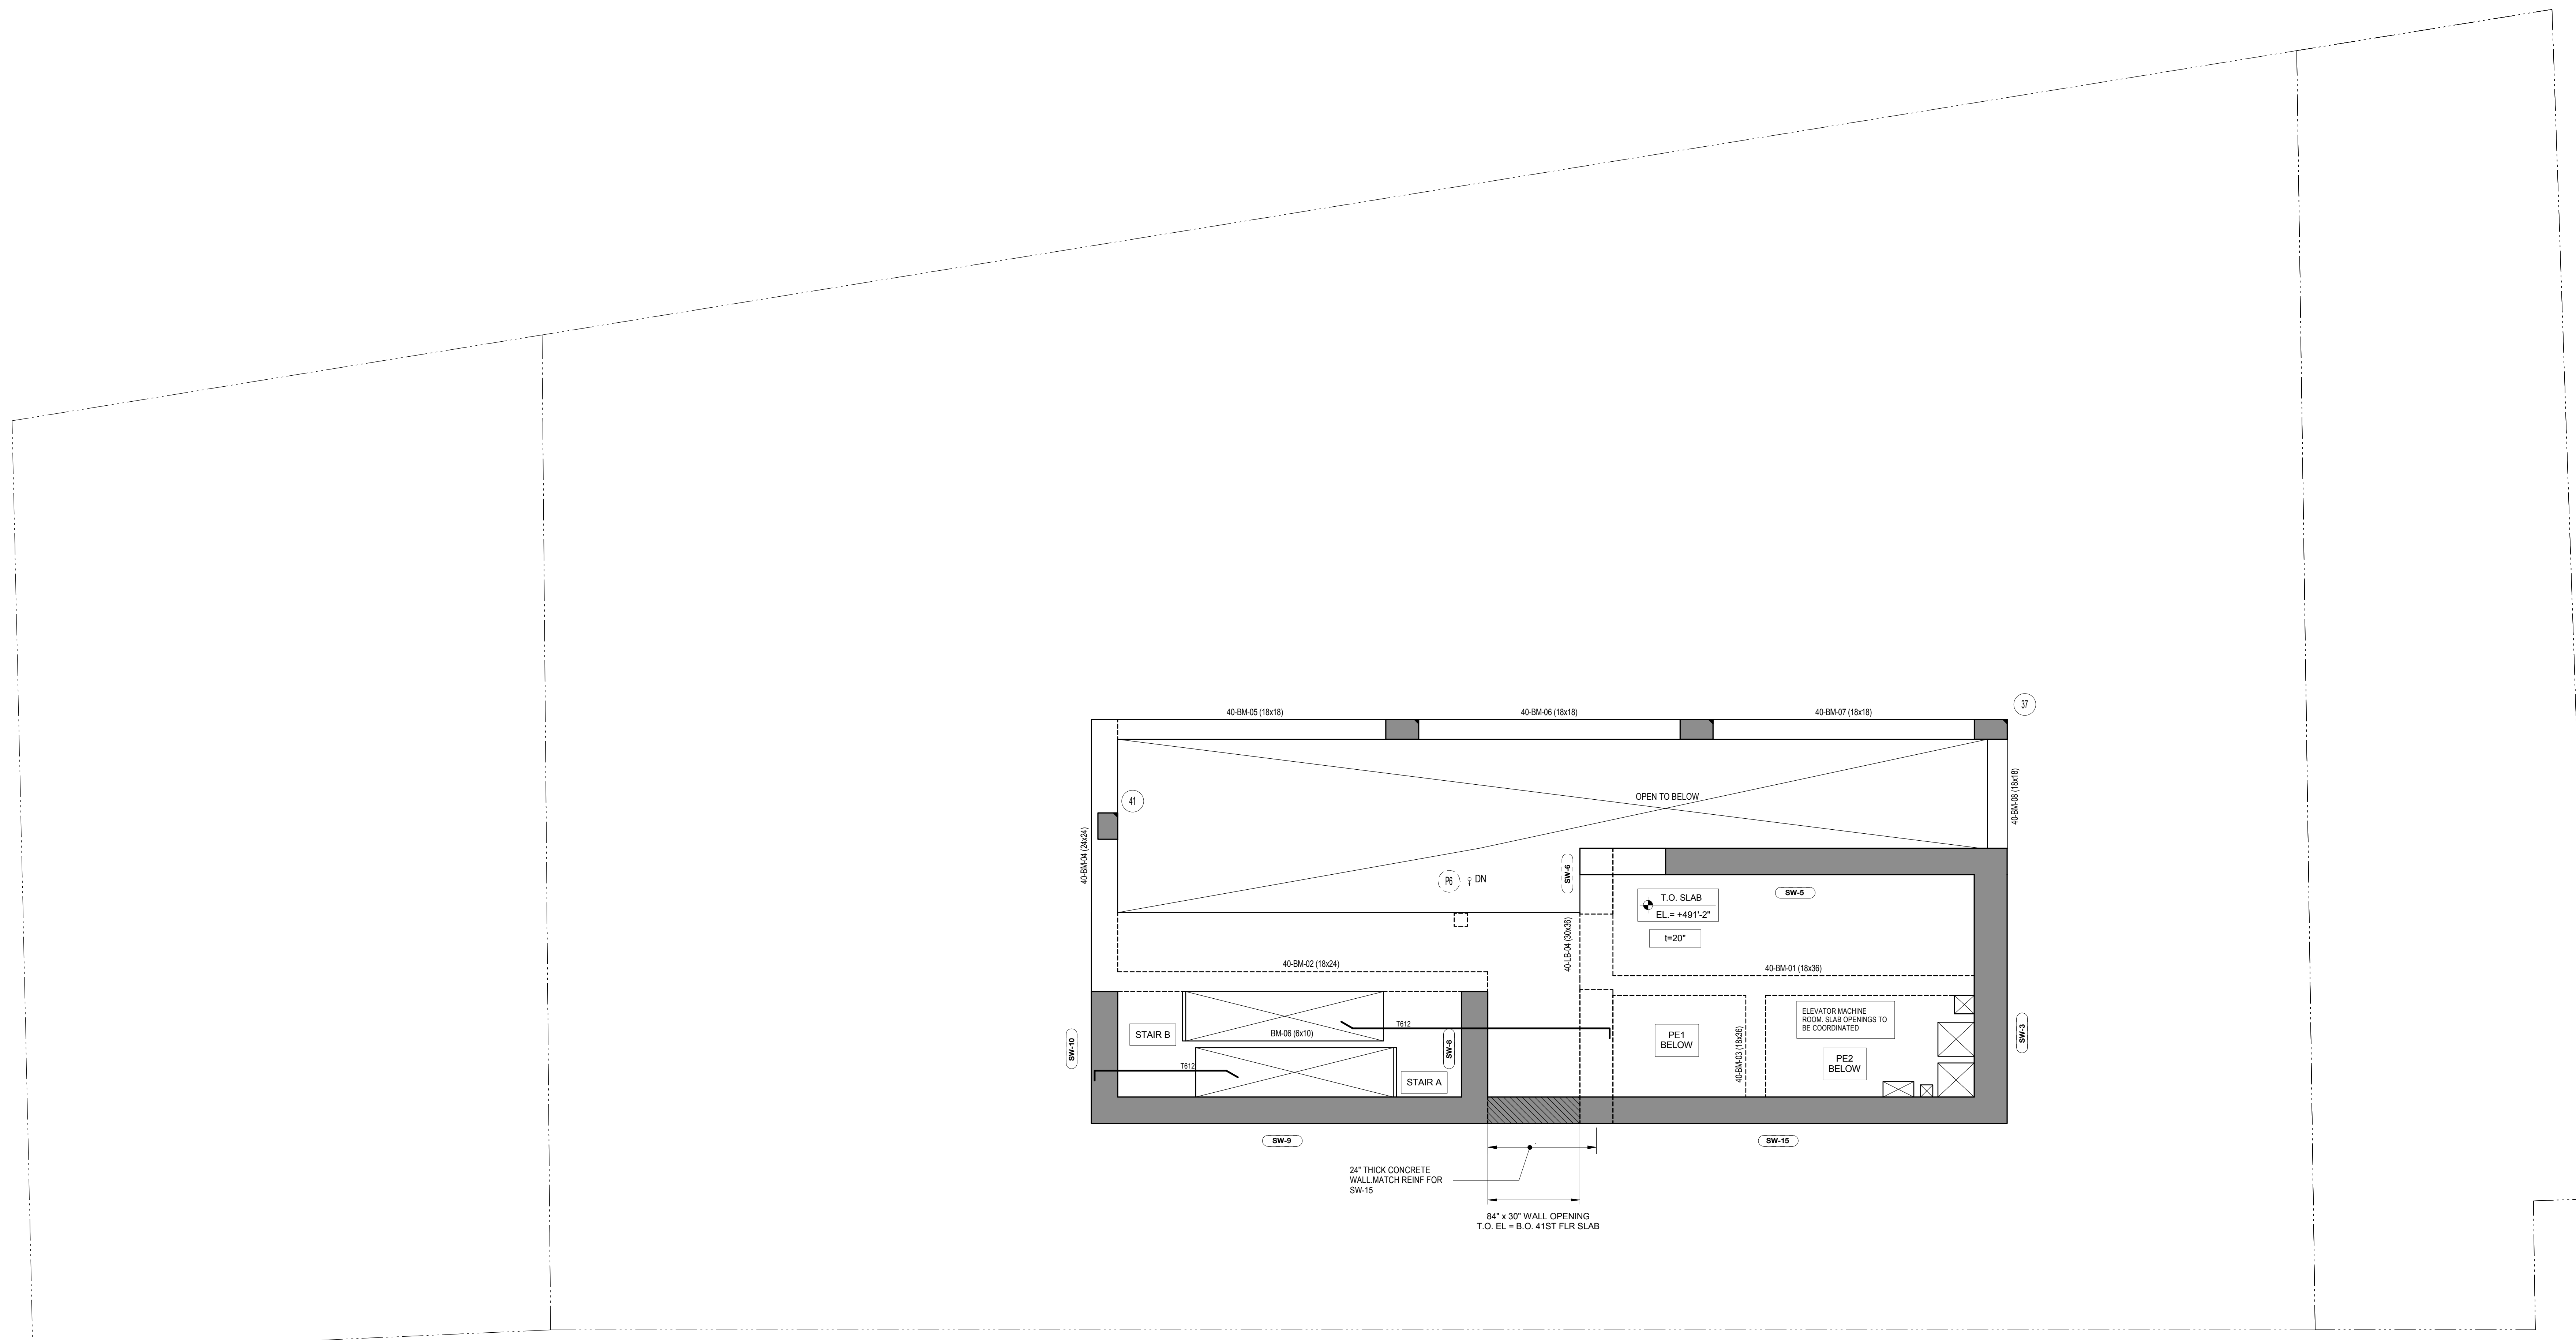 37
40-BM-05 (18x18)
40-BM-06 (18x18)
40-BM-07 (18x18)
41
OPEN TO BELOW
40-BM-08 (18x18)
40-BM-04 (24x24)
P6
DN
SW-6
SW-5
T.O. SLAB
EL.= +491'-2"
t=20"
40-LB-04 (30x36)
40-BM-02 (18x24)
40-BM-01 (18x36)
ELEVATOR MACHINE
ROOM. SLAB OPENINGS TO
BE COORDINATED
STAIR B
BM-06 (6x10)
T612
SW-10
SW-8
PE1
BELOW
40-BM-03 (18x36)
PE2
BELOW
SW-3
T612
STAIR A
SW-9
SW-15
24" THICK CONCRETE
WALL.MATCH REINF FOR
SW-15
84" x 30" WALL OPENING
T.O. EL = B.O. 41ST FLR SLAB